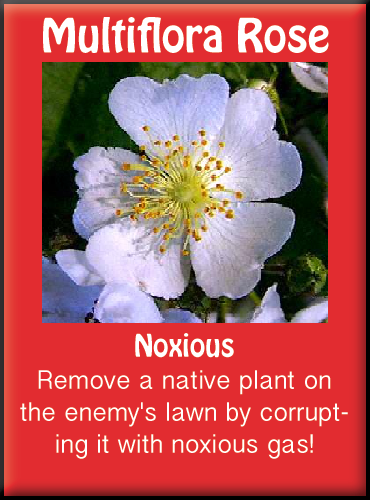 Multiflora Rose
Noxious
Remove a native plant on
the enemy's lawn by corrupt-
ing it with noxious gas!